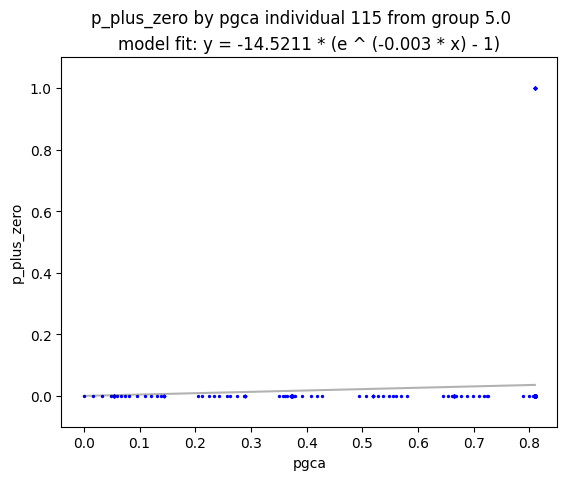 p_plus_zero by pgca individual 115 from group 5.0
model fit: y = -14.5211 * (e ^ (-0.003 * x) - 1)
1.0
0.8
0.6
0.4
0.2
0.0
p_plus_zero
0.0 0.1 0.2 0.3 0.4 0.5 0.6 0.7 0.8
pgca